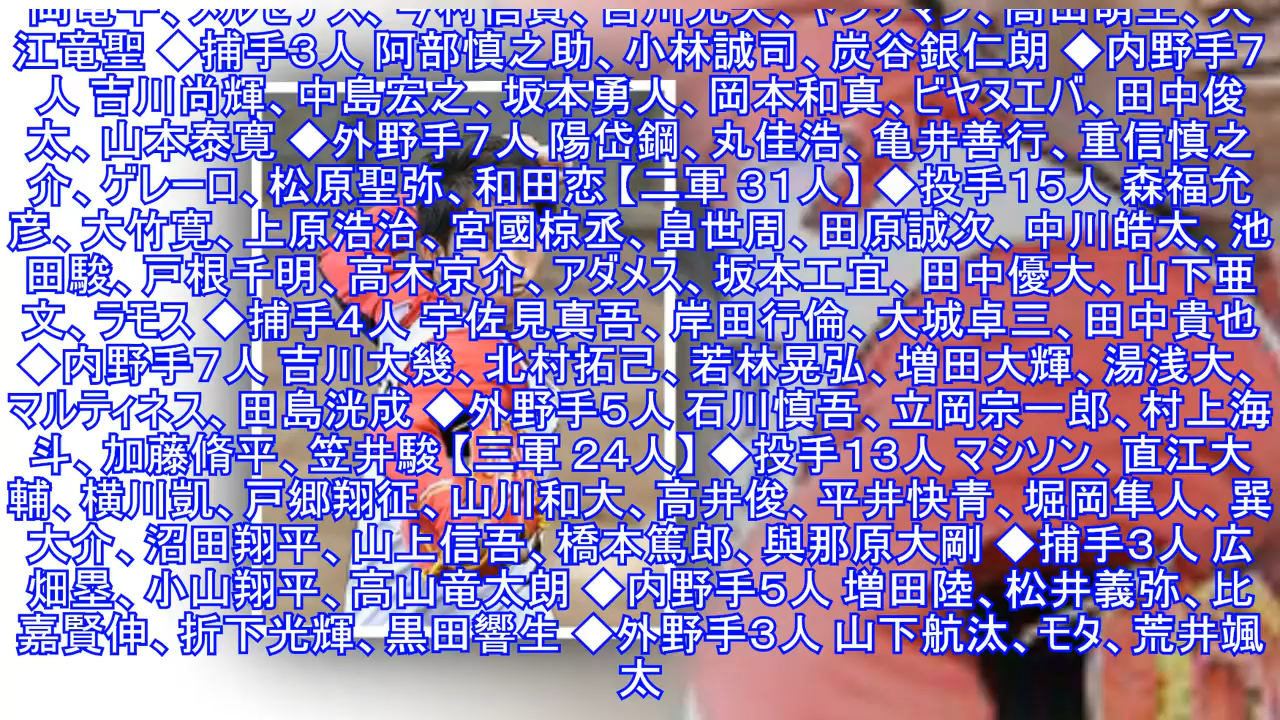 江竜聖 ◆捕手３人 阿部慎之助、小林誠司、炭谷銀仁朗 ◆内野手７
人 吉川尚輝、中島宏之、坂本勇人、岡本和真、ビヤヌエバ、田中俊
太、山本泰寛 ◆外野手７人 陽岱鋼、丸佳浩、亀井善行、重信慎之
介、ゲレーロ、松原聖弥、和田恋【二軍 ３１人】◆投手１５人 森福允
彦、大竹寛、上原浩治、宮國椋丞、畠世周、田原誠次、中川皓太、池
田駿、戸根千明、高木京介、アダメス、坂本工宜、田中優大、山下亜
文、ラモス ◆捕手４人 宇佐見真吾、岸田行倫、大城卓三、田中貴也
◆内野手７人 吉川大幾、北村拓己、若林晃弘、増田大輝、湯浅大、
マルティネス、田島洸成 ◆外野手５人 石川慎吾、立岡宗一郎、村上海
斗、加藤脩平、笠井駿【三軍 ２４人】 ◆投手１３人 マシソン、直江大
輔、横川凱、戸郷翔征、山川和大、高井俊、平井快青、堀岡隼人、巽
大介、沼田翔平、山上信吾、橋本篤郎、與那原大剛 ◆捕手３人 広
畑塁、小山翔平、高山竜太朗 ◆内野手５人 増田陸、松井義弥、比
嘉賢伸、折下光輝、黒田響生 ◆外野手３人 山下航汰、モタ、荒井颯
太